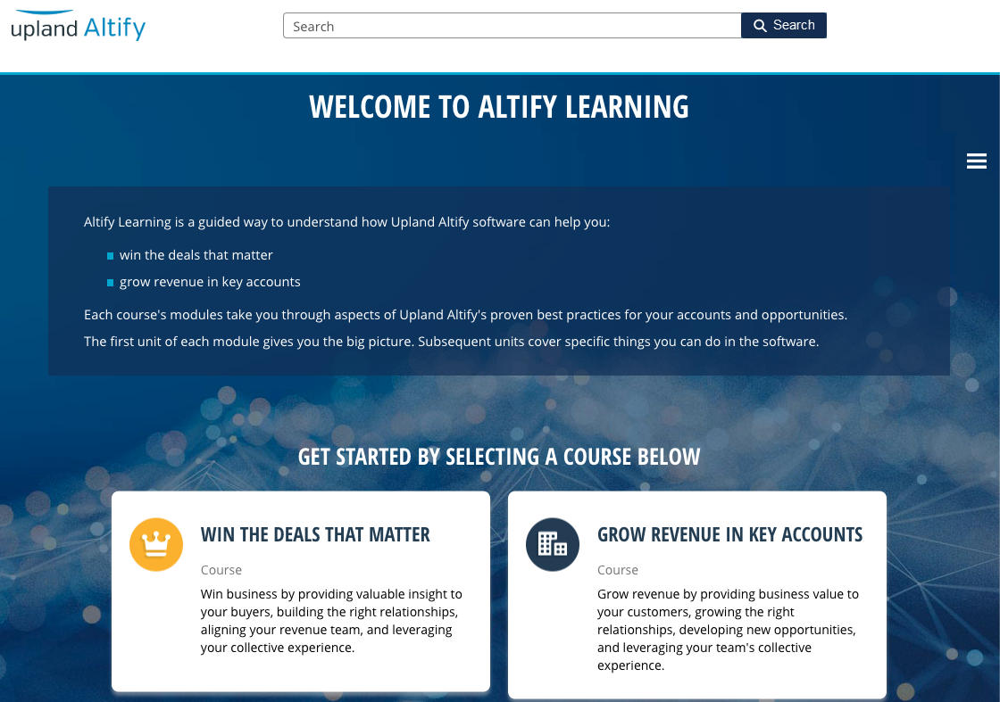 upland Altify
Search
Search
WELCOME TO ALTIFY LEARNING
Altify Learning is a guided way to understand how Upland Altify software can help you:
win the deals that matter
grow revenue in key accounts
Each course's modules take you through aspects of Upland Altify's proven best practices for your accounts and opportunities.
The first unit of each module gives you the big picture. Subsequent units cover specific things you can do in the software.
GET STARTED BY SELECTING A COURSE BELOW
WIN THE DEALS THAT MATTER
Course
Win business by providing valuable insight to
your buyers, building the right relationships,
aligning your revenue team, and leveraging
your collective experience.
GROW REVENUE IN KEY ACCOUNTS
Course
Grow revenue by providing business value to
your customers, growing the right
relationships, developing new opportunities,
and leveraging your team's collective
experience.